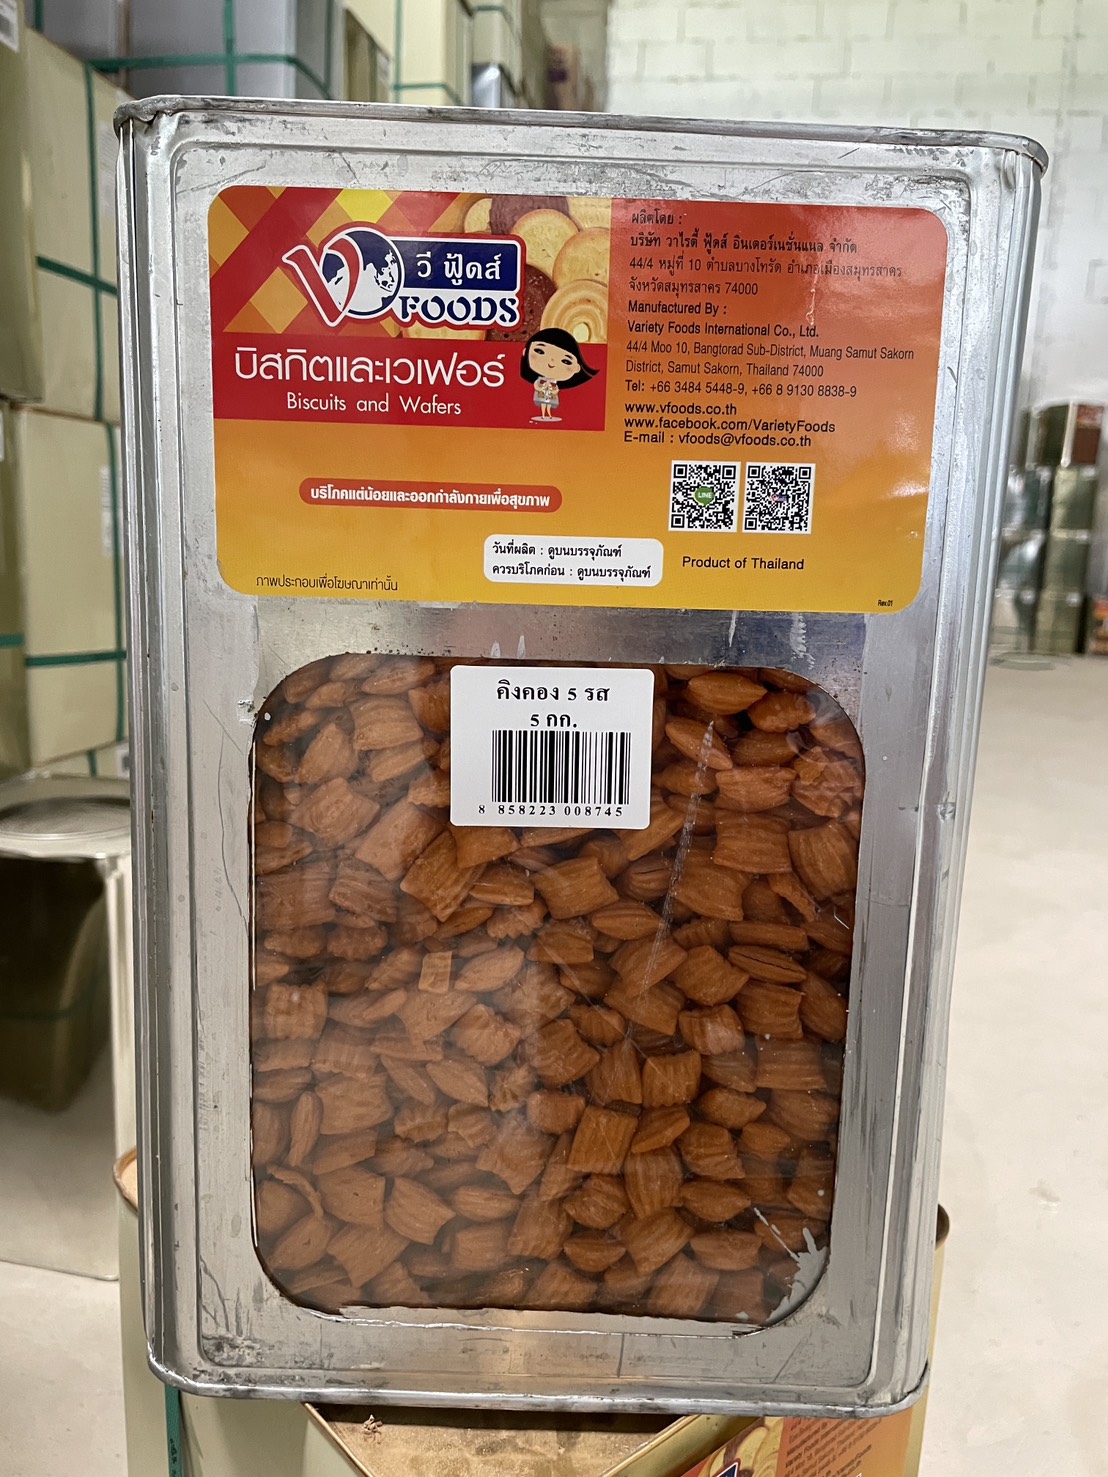 V
วี ฟู้ดส์
FOODS
บิสกิตและเวเฟอร์
Biscuits and Wafers
บริโภคแต่น้อยและออกกำลังกายเพื่อสุขภาพ
วันที่ผลิต : ดูบนบรรจุภัณฑ์
ควรบริโภคก่อน : ดูบนบรรจุภัณฑ์
ภาพประกอบเพื่อโฆษณาเท่านั้น
ผลิตโดย :
บริษัท วาไรตี้ ฟู้ดส์ อินเตอร์เนชั่นแนล จำกัด
44/4 หมู่ที่ 10 ตำบลบางโทรัด อำเภอเมืองสมุทรสาคร
จังหวัดสมุทรสาคร 74000
Manufactured By :
Variety Foods International Co., Ltd.
44/4 Moo 10, Bangtorad Sub-District, Muang Samut Sakorn
District, Samut Sakorn, Thailand 74000
Tel: +66 3484 5448-9, +66 8 9130 8838-9
www.vfoods.co.th
www.facebook.com/VarietyFoods
E-mail : vfoods@vfoods.co.th
LINE
Product of Thailand
Rev.01
คิงคอง 5 รส
5 กก.
8 858223 008745